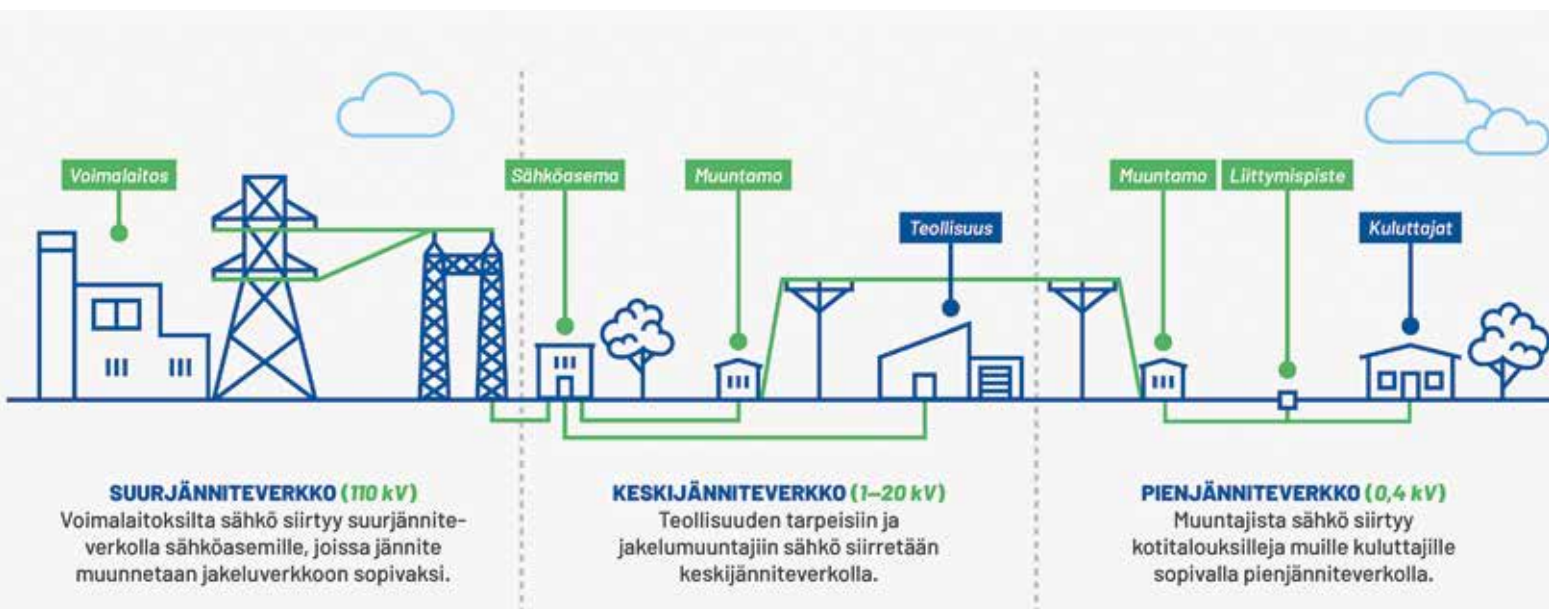 Voimalaitos
Sähköasema
Muuntamo
Teollisuus
Muuntamo
Liittymispiste
Kuluttajat
SUURJÄNNITEVERKKO (110 kV)
Voimalaitoksilta sähkö siirtyy suurjännite-
verkolla sähköasemille, joissa jännite
muunnetaan jakeluverkkoon sopivaksi.
KESKIJÄNNITEVERKKO (1–20 kV)
Teollisuuden tarpeisiin ja
jakelumuuntajiin sähkö siirretään
keskijänniteverkolla.
PIENJÄNNITEVERKKO (0,4 kV)
Muuntajista sähkö siirtyy
kotitalouksilleja muille kuluttajille
sopivalla pienjänniteverkolla.